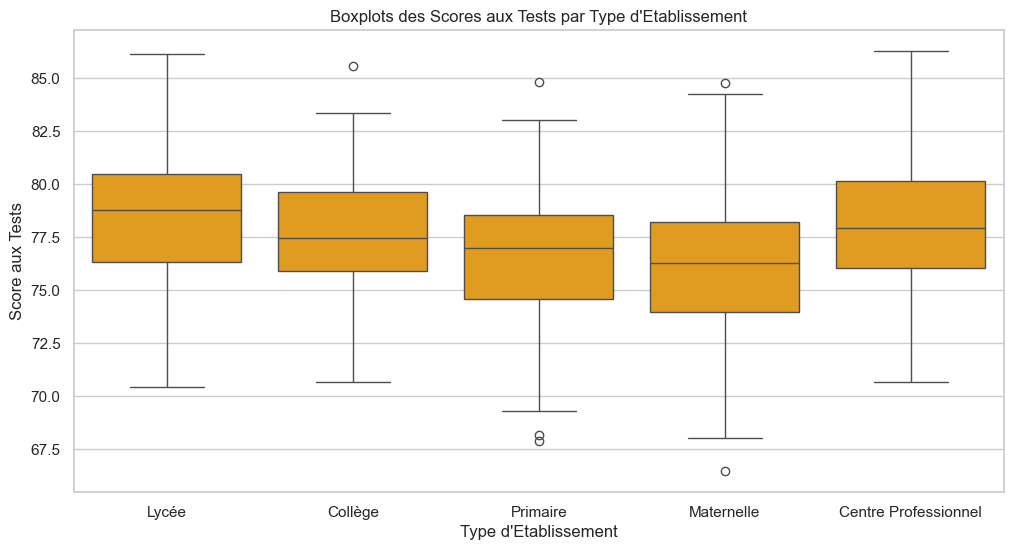 Boxplots des Scores aux Tests par Type d'Etablissement
Score aux Tests
85.0
82.5
80.0
77.5
75.0
72.5
70.0
67.5
Lycée Collège Primaire Maternelle Centre Professionnel
Type d'Etablissement